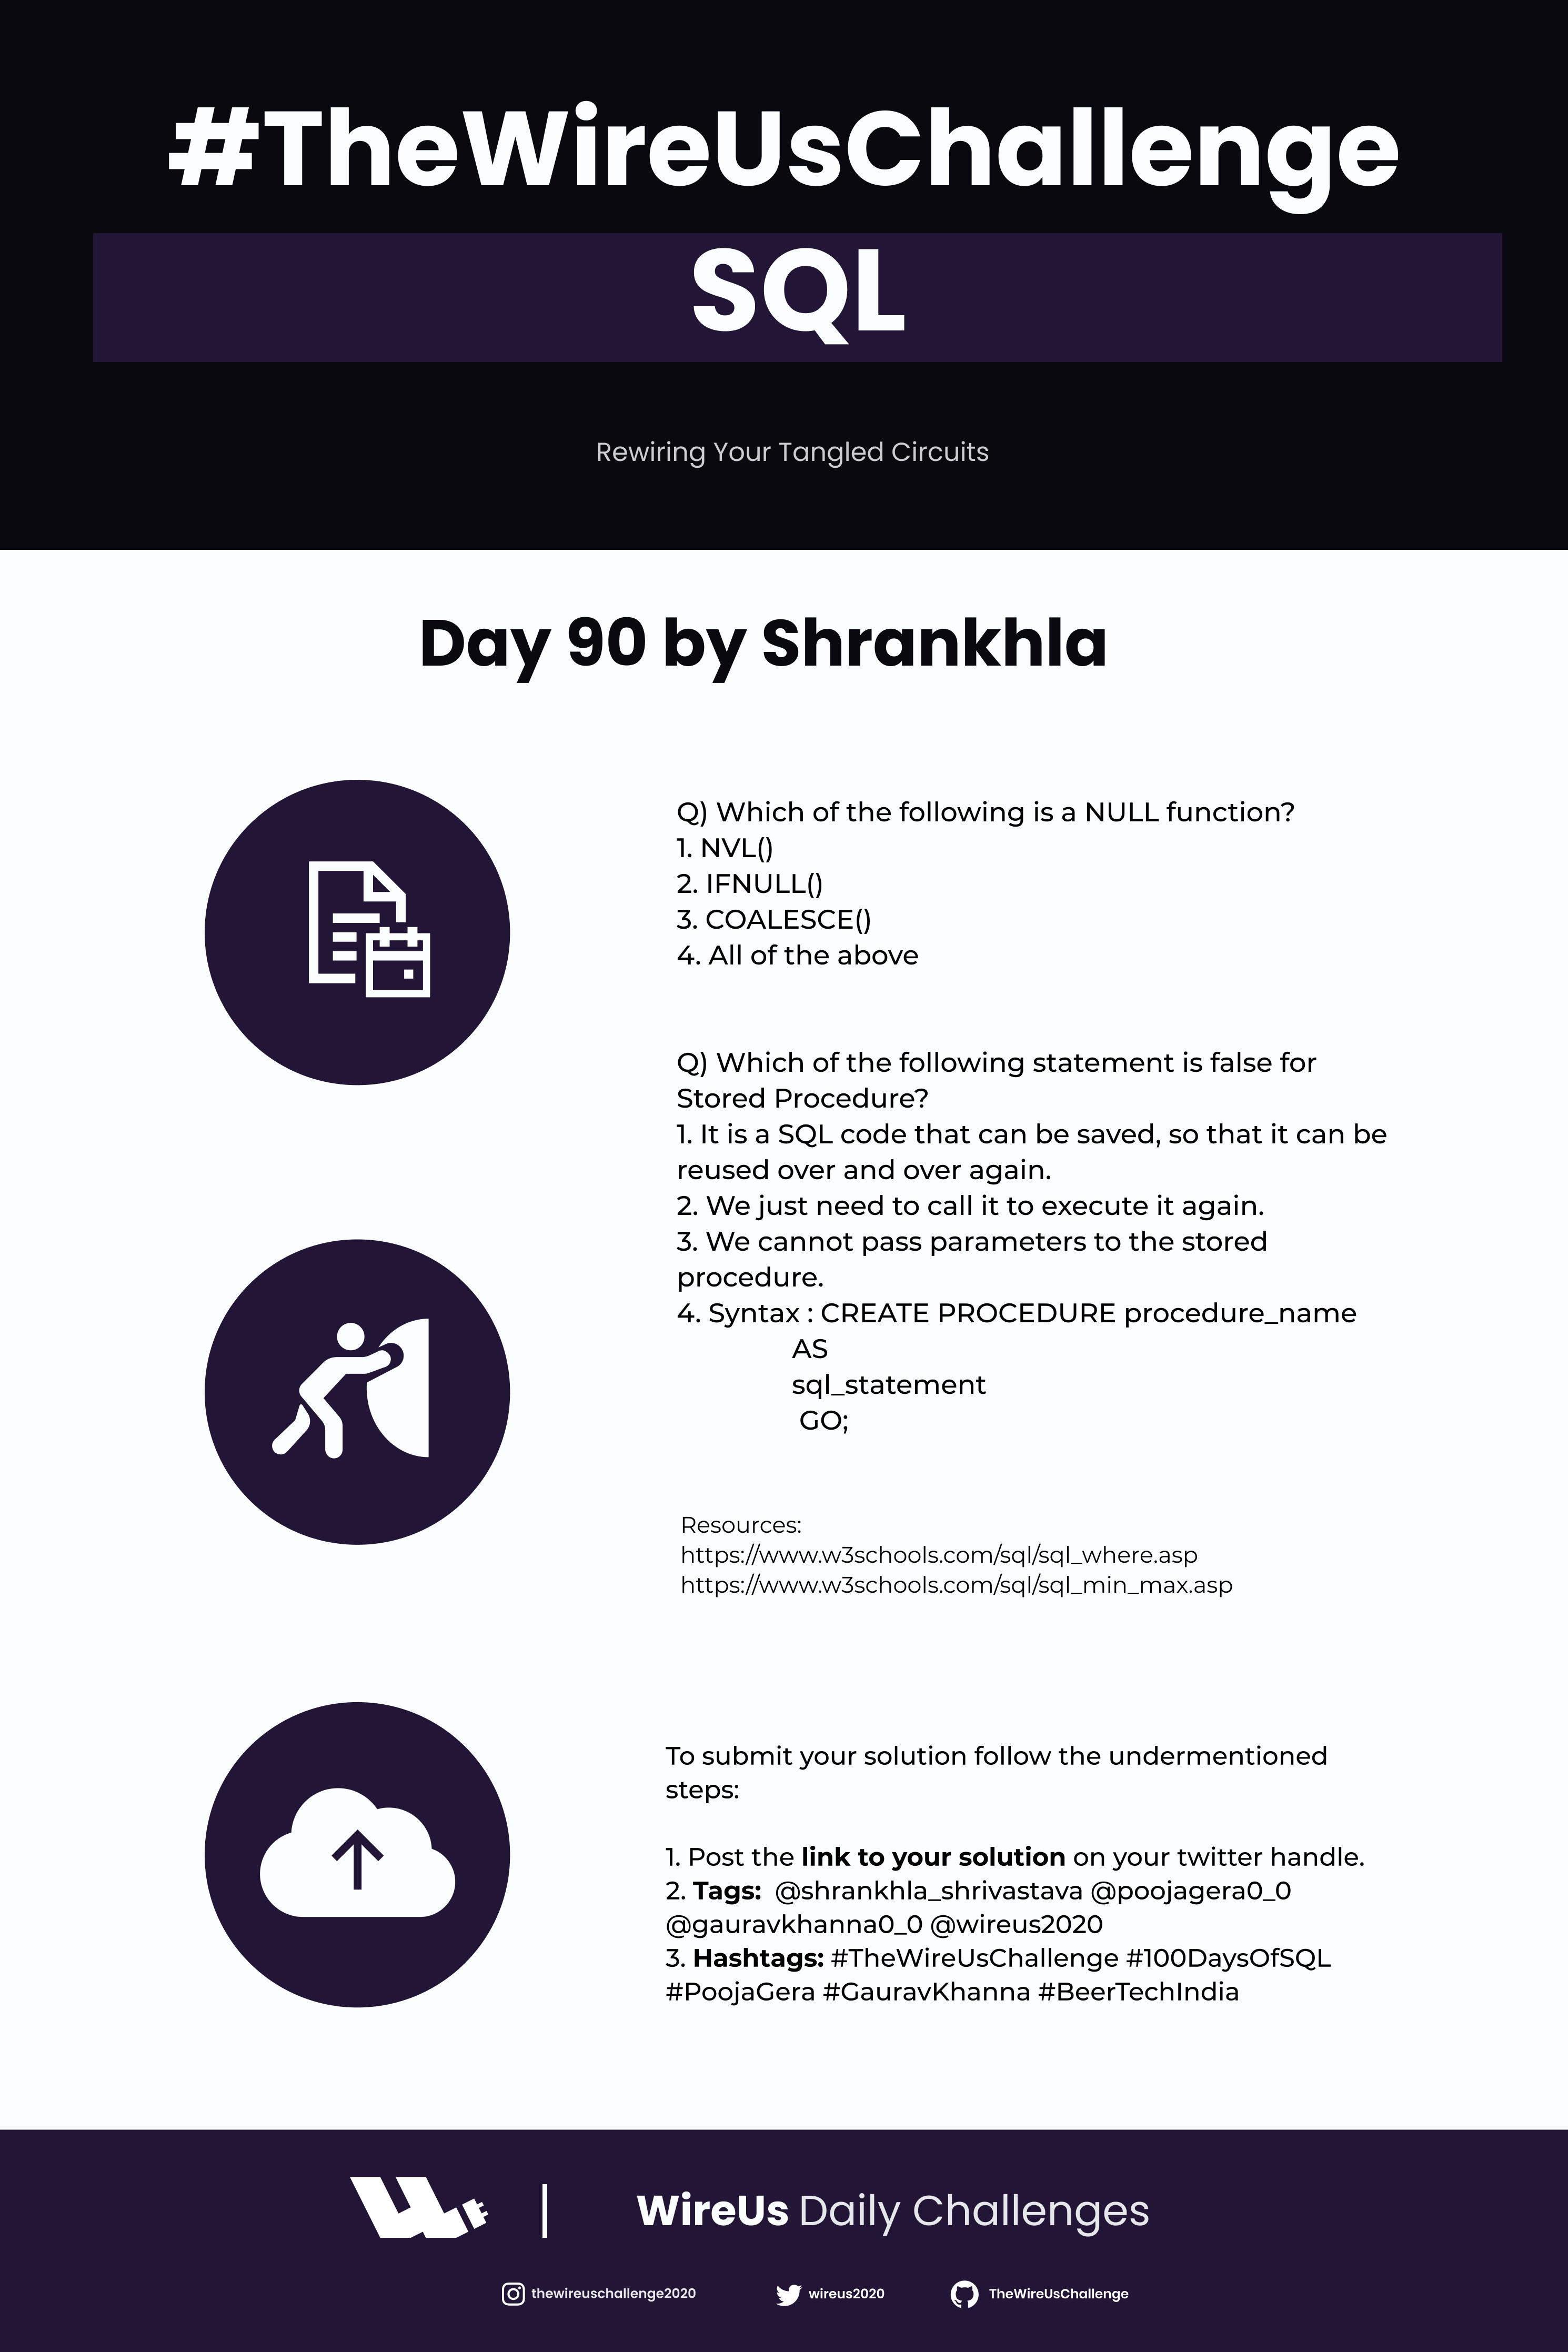 #TheWireUsChallenge
SQL
Rewiring Your Tangled Circuits
Day 90 by Shrankhla
Q) Which of the following is a NULL function?
1. NVL()
2. IFNULL()
3. COALESCE()
4. All of the above
Q) Which of the following statement is false for
Stored Procedure?
1. It is a SQL code that can be saved, so that it can be
reused over and over again.
2. We just need to call it to execute it again.
3. We cannot pass parameters to the stored
procedure.
4. Syntax : CREATE PROCEDURE procedure_name
AS
sql_statement
GO;
Resources:
https://www.w3schools.com/sql/sql_where.asp
https://www.w3schools.com/sql/sql_min_max.asp
To submit your solution follow the undermentioned
steps:
1. Post the link to your solution on your twitter handle.
2. Tags:  @shrankhla_shrivastava @poojagera0_0
@gauravkhanna0_0 @wireus2020
3. Hashtags: #TheWireUsChallenge #100DaysOfSQL
#PoojaGera #GauravKhanna #BeerTechIndia
WireUs Daily Challenges
thewireuschallenge2020 wireus2020 TheWireUsChallenge